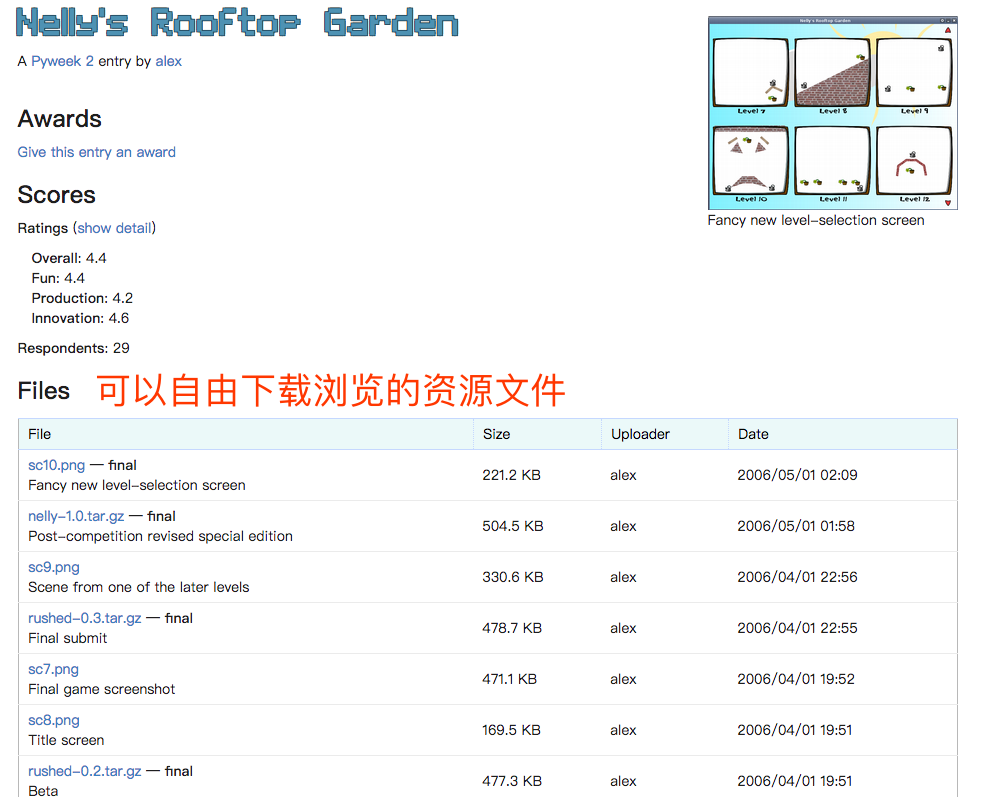 Nelly's Rooftop Garden
A Pyweek 2 entry by alex
Nelly's Rooftop Garden
Level 7 Level 8 Level 9
Level 10 Level 11 Level 12
Fancy new level-selection screen
Awards
Give this entry an award
Scores
Ratings (show detail)
Overall: 4.4
Fun: 4.4
Production: 4.2
Innovation: 4.6
Respondents: 29
Files 可以自由下载浏览的资源文件
File Size Uploader Date
sc10.png — final
Fancy new level-selection screen
221.2 KB alex 2006/05/01 02:09
nelly-1.0.tar.gz — final
Post-competition revised special edition
504.5 KB alex 2006/05/01 01:58
sc9.png
Scene from one of the later levels
330.6 KB alex 2006/04/01 22:56
rushed-0.3.tar.gz — final
Final submit
478.7 KB alex 2006/04/01 22:55
sc7.png
Final game screenshot
471.1 KB alex 2006/04/01 19:52
sc8.png
Title screen
169.5 KB alex 2006/04/01 19:51
rushed-0.2.tar.gz — final
Beta
477.3 KB alex 2006/04/01 19:51